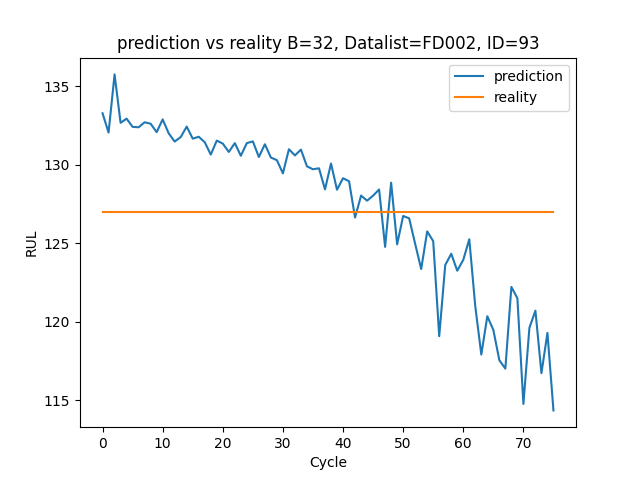 prediction vs reality B=32, Datalist=FD002, ID=93
prediction
reality
RUL
135
130
125
120
115
0 10 20 30 40 50 60 70
Cycle